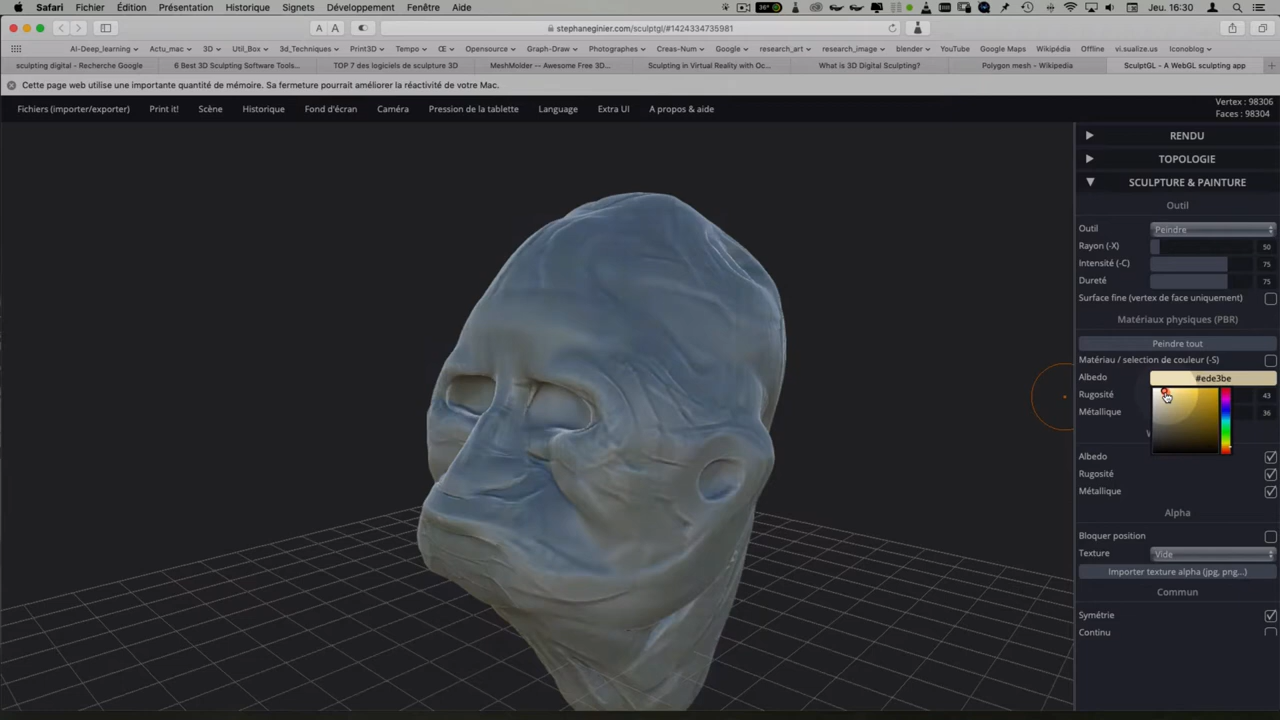 Safari Fichier Édition Présentation Historique Signets Développement Fenêtre Aide 36° Jeu. 16:30
A A stephaneginier.com/sculptgl/#1424334735981
AI-Deep_learning Actu_mac 3D Util_Box 3d_Techniques Print3D Tempo Œ Opensource Graph-Draw Photographes Creas-Num Google research_art research_image blender YouTube Google Maps Wikipédia Offline vi.sualize.us Iconoblog
sculpting digital - Recherche Google 6 Best 3D Sculpting Software Tools... TOP 7 des logiciels de sculpture 3D MeshMolder -- Awesome Free 3D... Sculpting in Virtual Reality with Oc... What is 3D Digital Sculpting? Polygon mesh - Wikipedia SculptGL - A WebGL sculpting app
Cette page web utilise une importante quantité de mémoire. Sa fermeture pourrait améliorer la réactivité de votre Mac.
Fichiers (importer/exporter) Print it! Scène Historique Fond d'écran Caméra Pression de la tablette Language Extra UI A propos & aide
Vertex : 98306
Faces : 98304
RENDU
TOPOLOGIE
SCULPTURE & PAINTURE
Outil
Outil Peindre
Rayon (-X) 50
Intensité (-C) 75
Dureté 75
Surface fine (vertex de face uniquement)
Matériaux physiques (PBR)
Peindre tout
Matériau / selection de couleur (-S)
Albedo #ede3be
Rugosité 43
Métallique 36
Albedo
Rugosité
Métallique
Alpha
Bloquer position
Texture Vide
Importer texture alpha (jpg, png...)
Commun
Symétrie
Continu